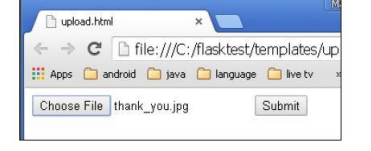 upload.html
file:///C:/flasktest/templates/up
Apps android java language live tv »
Choose File thank_you.jpg Submit